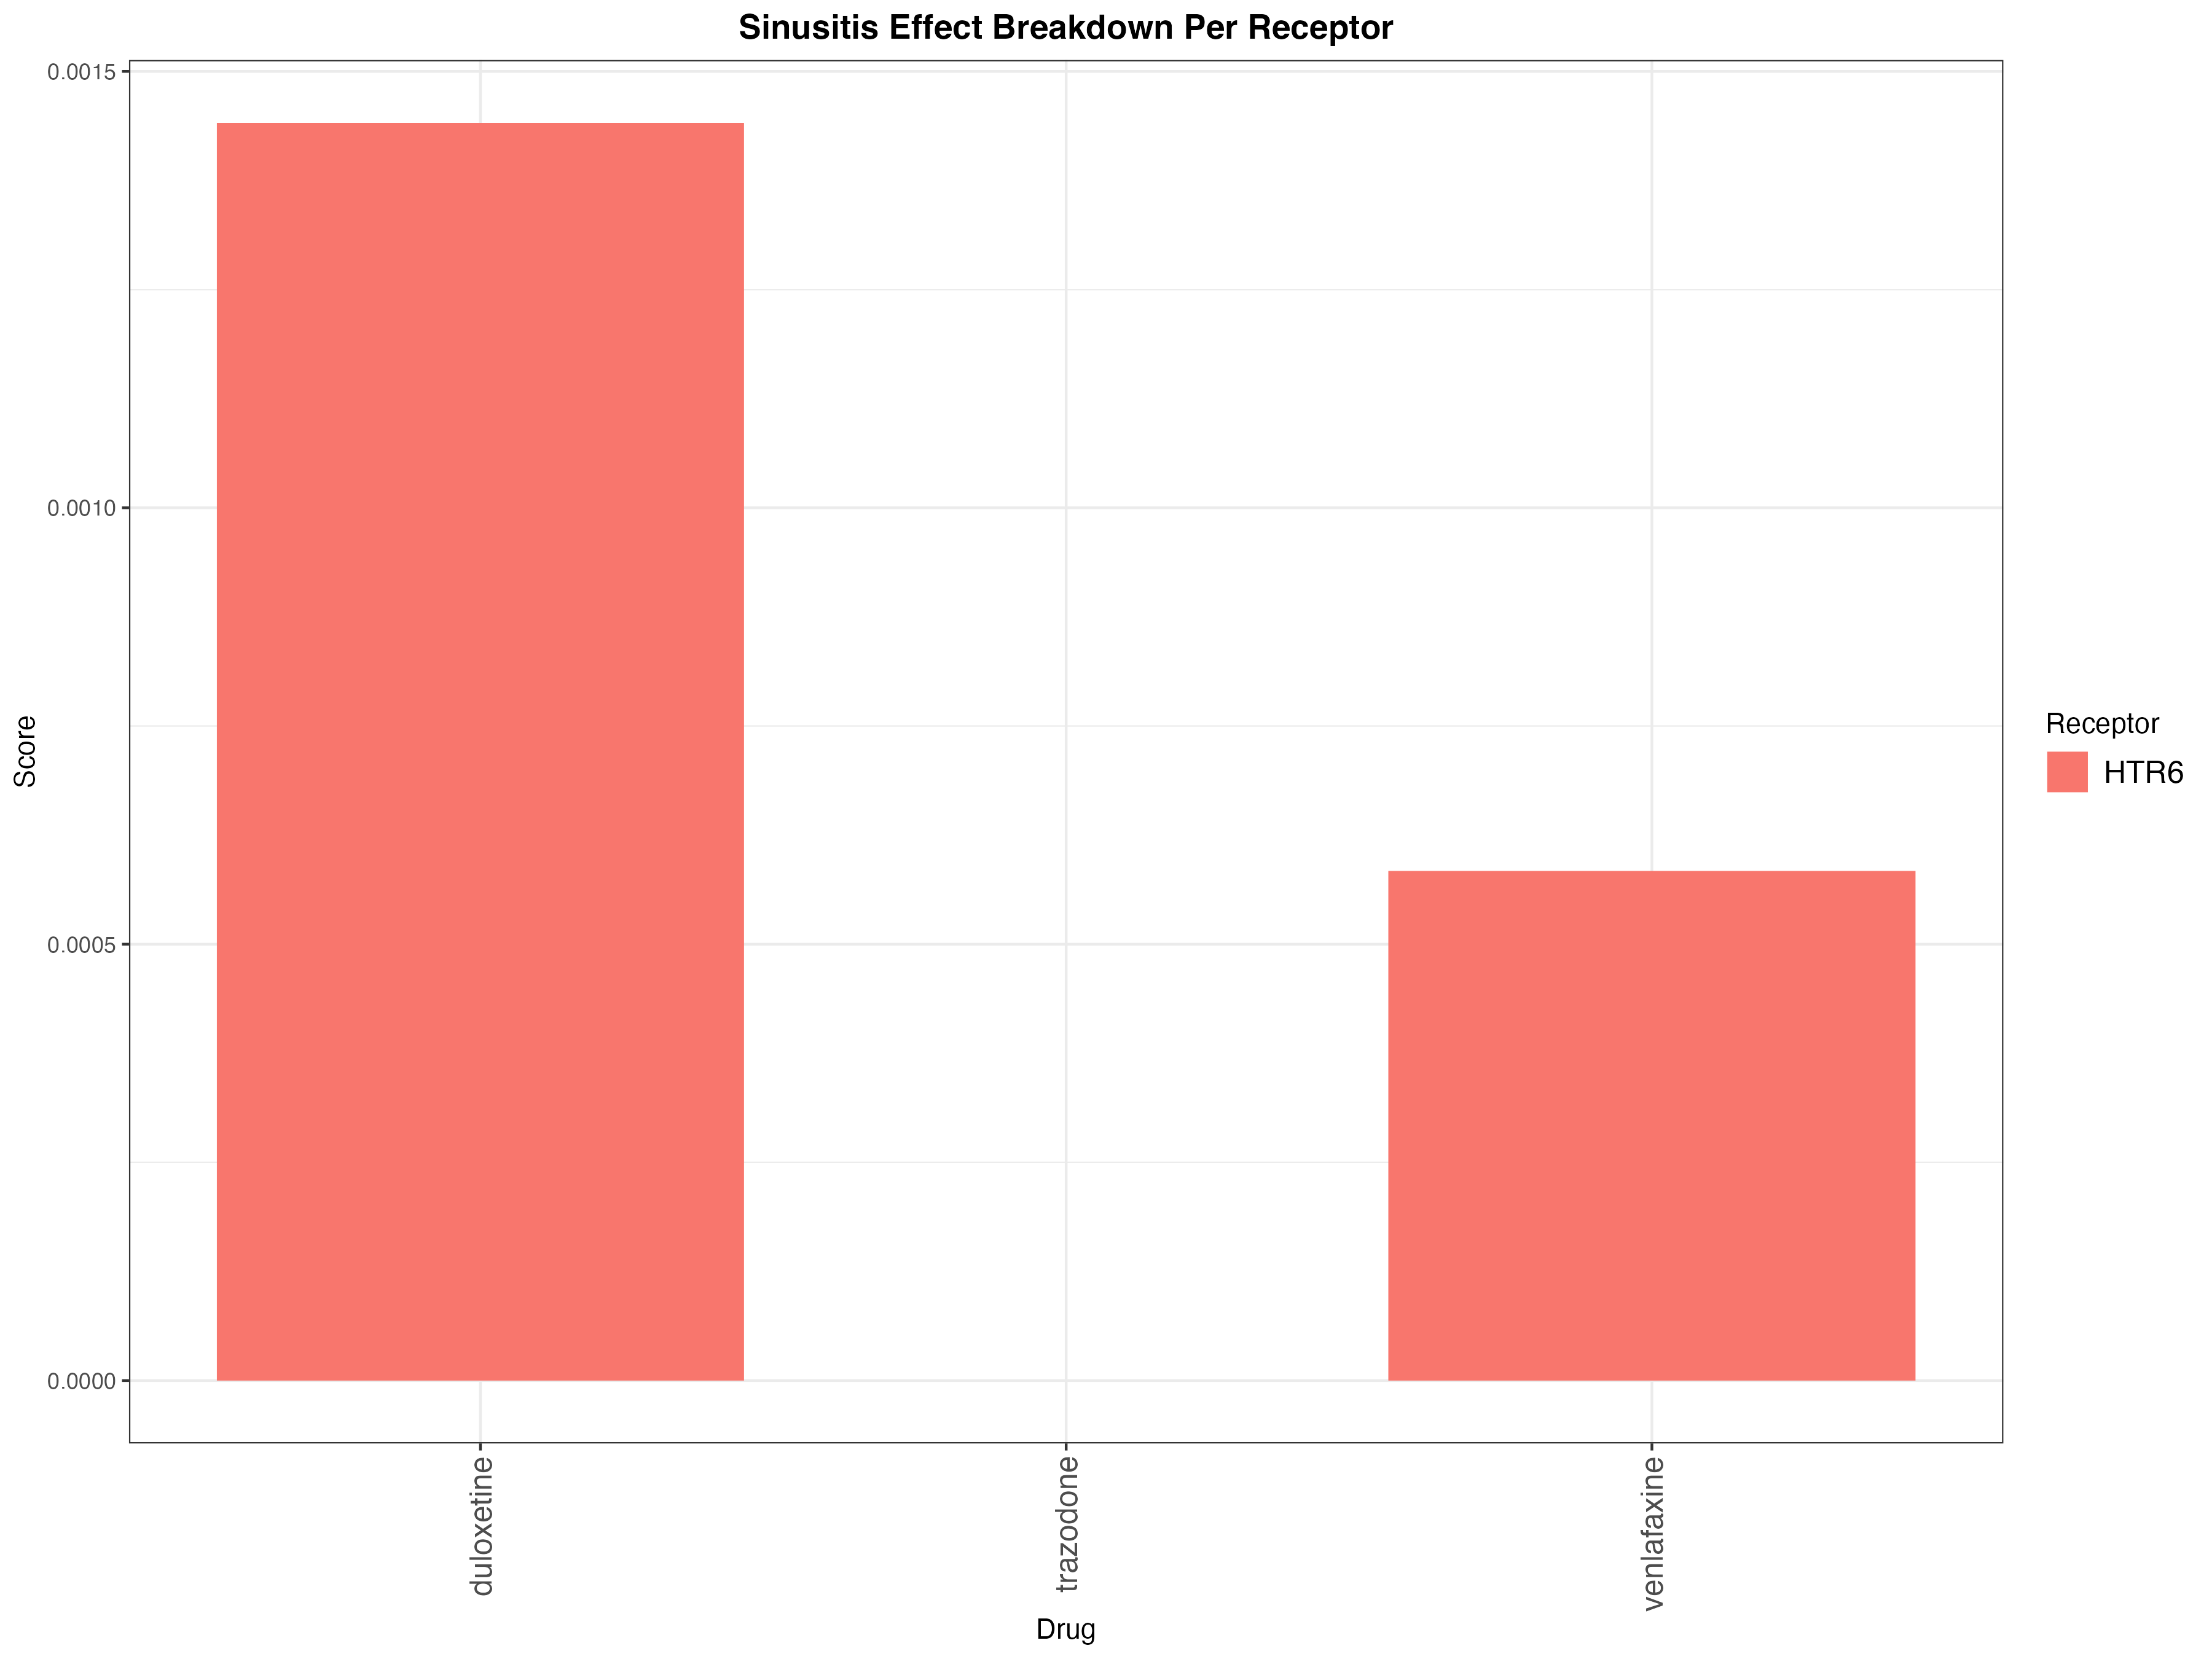 Sinusitis Effect Breakdown Per Receptor
0.0015
0.0010
0.0005
0.0000
Score
duloxetine
trazodone
venlafaxine
Drug
Receptor
HTR6